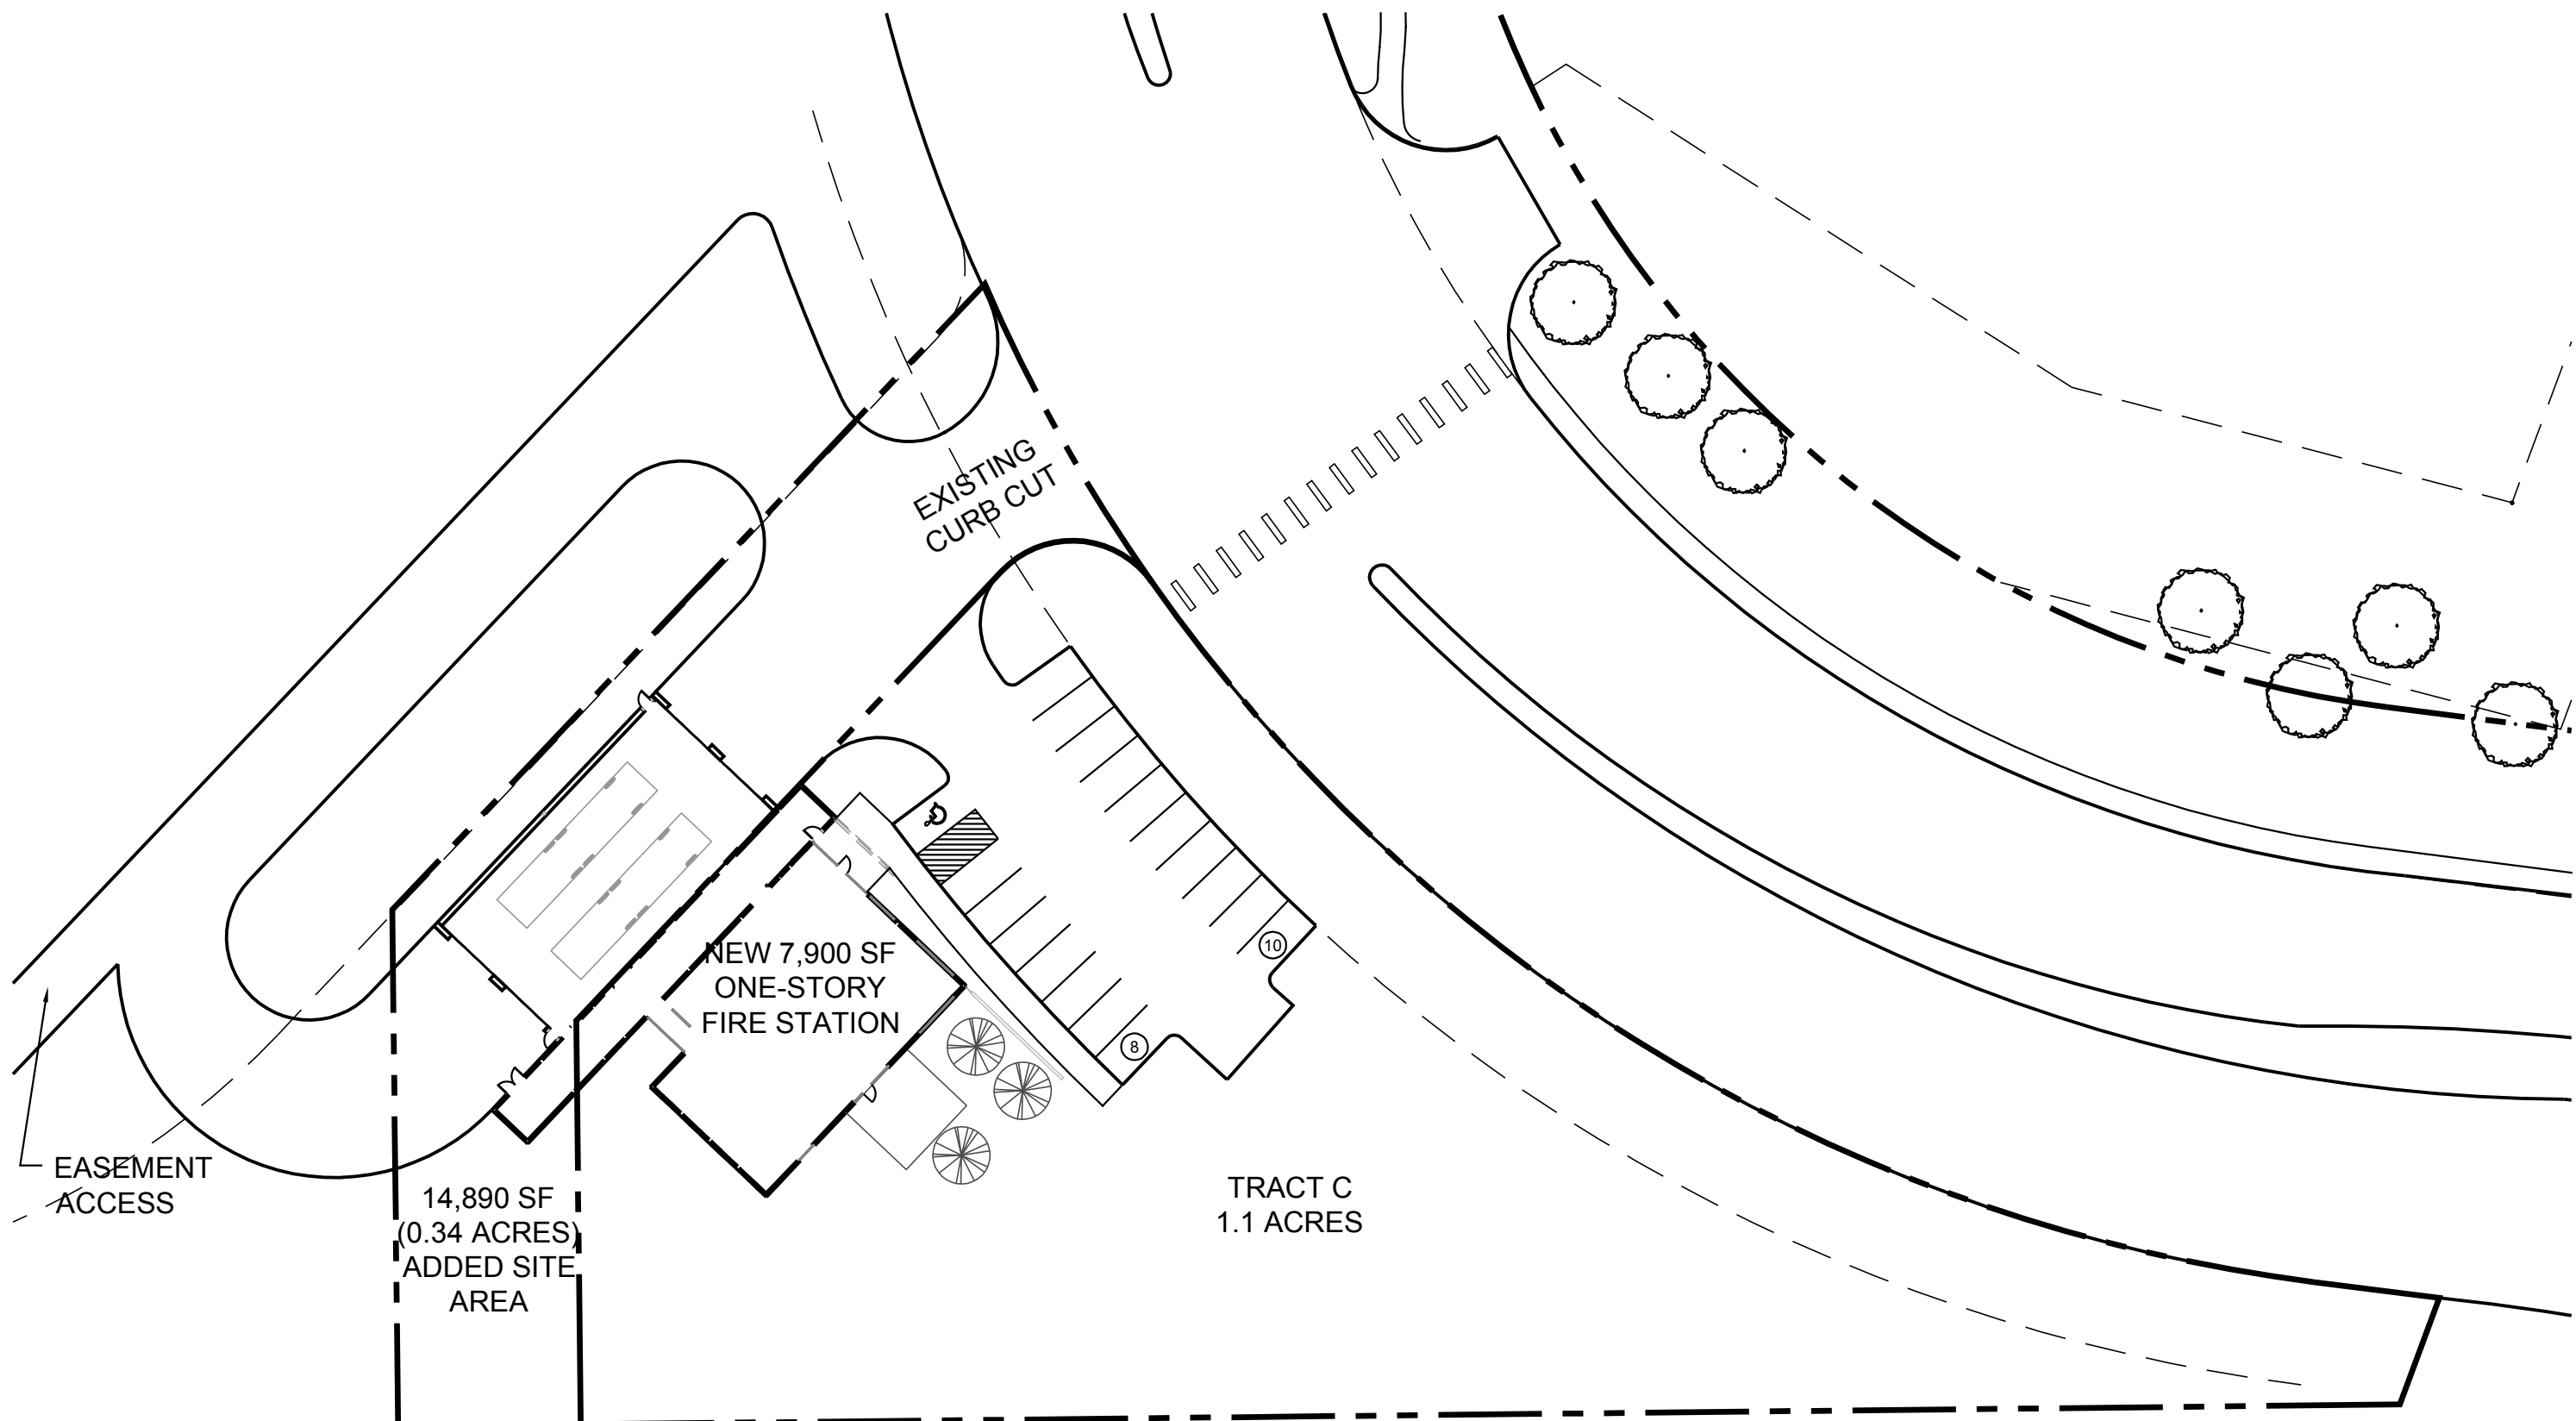 EXISTING
CURB CUT
NEW 7,900 SF
ONE-STORY
FIRE STATION
10
8
EASEMENT
ACCESS
14,890 SF
(0.34 ACRES)
ADDED SITE
AREA
TRACT C
1.1 ACRES